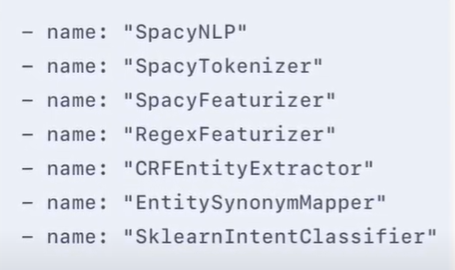 - name: "SpacyNLP"
- name: "SpacyTokenizer"
- name: "SpacyFeaturizer"
- name: "RegexFeaturizer"
- name: "CRFEntityExtractor"
- name: "EntitySynonymMapper"
- name: "SklearnIntentClassifier"